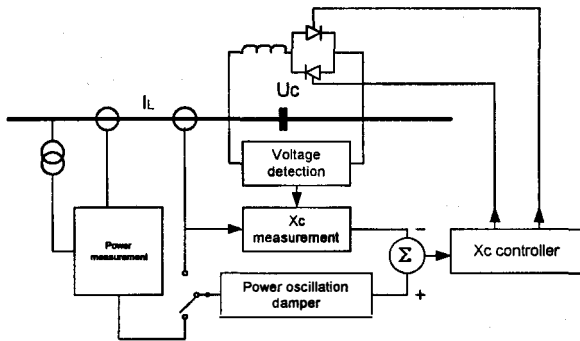 Uc
IL
Voltage
detection
Xc
measurement
Power
measurement
−
Σ
Xc controller
Power oscillation
damper
+